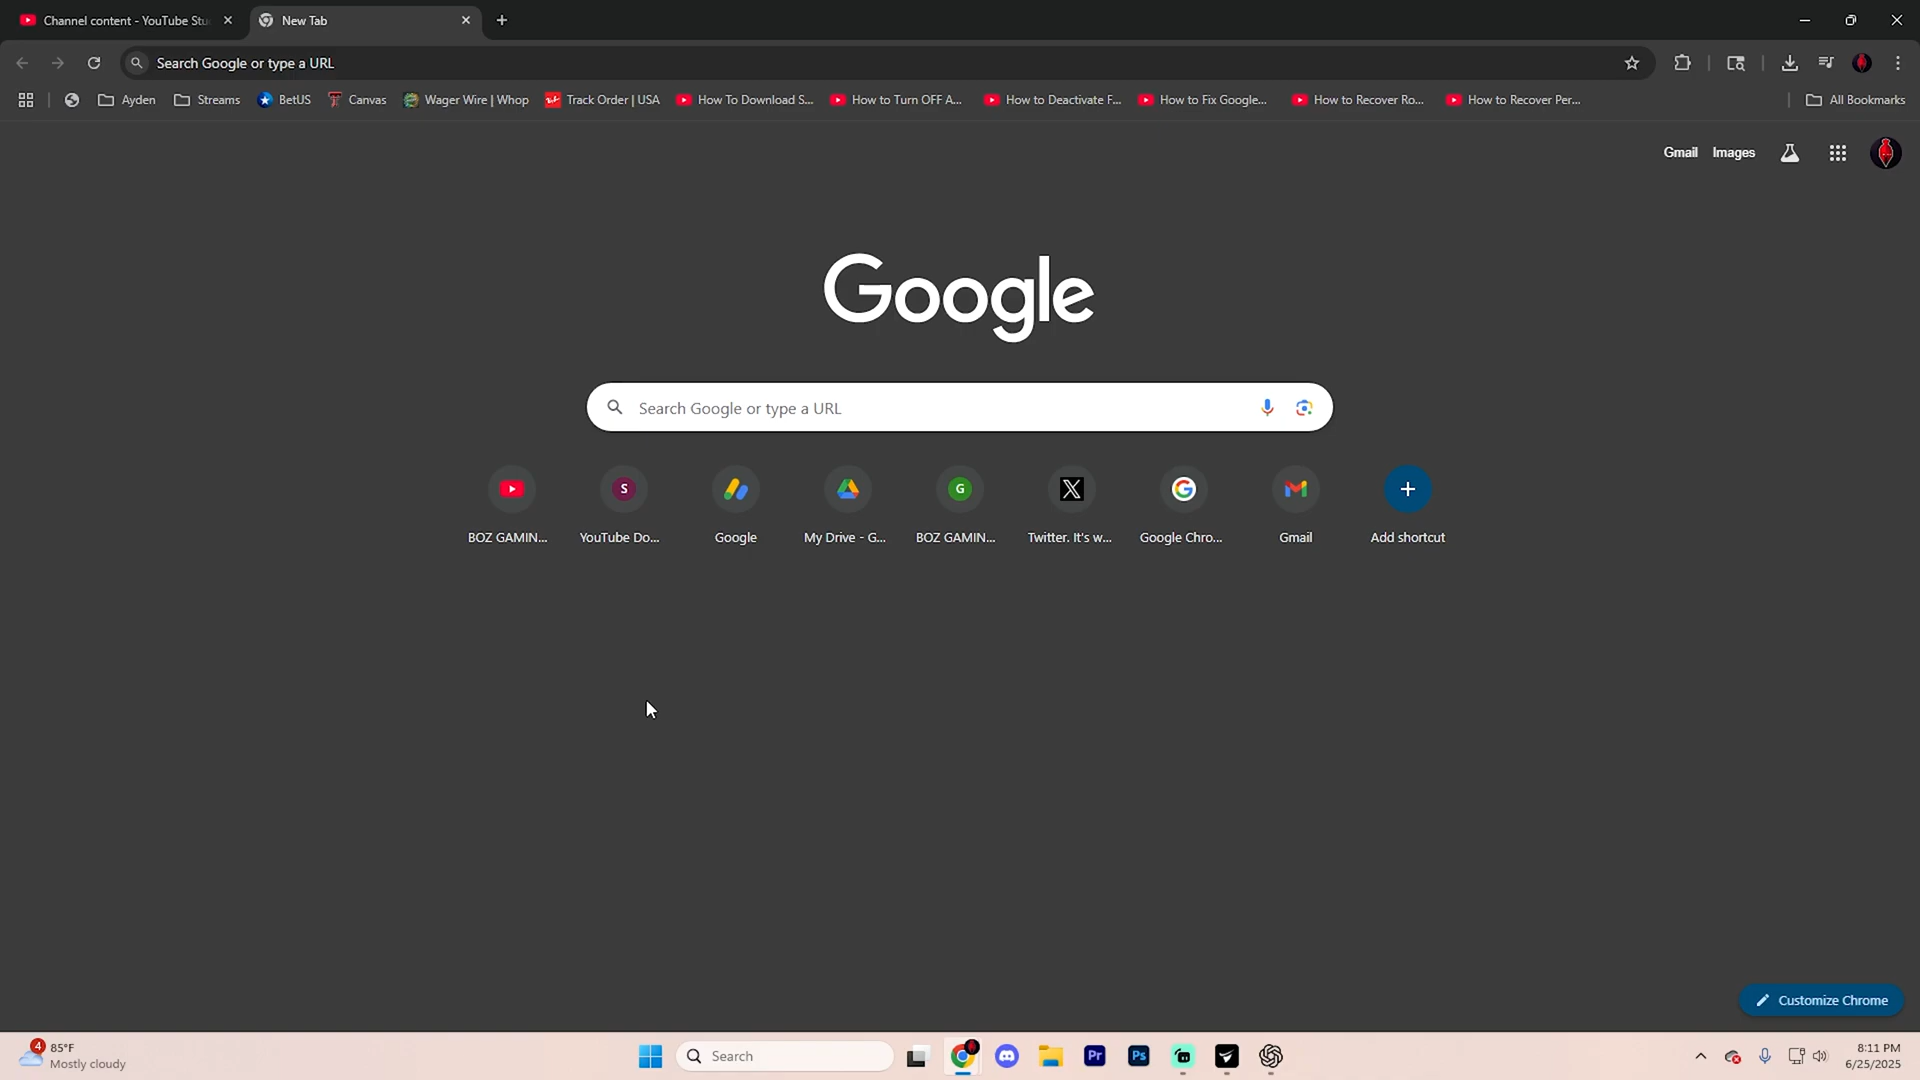 Channel content - YouTube Stu
New Tab
Search Google or type a URL
Ayden
Streams
BetUS
Canvas
Wager Wire | Whop
Track Order | USA
How To Download S...
How to Turn OFF A...
How to Deactivate F...
How to Fix Google...
How to Recover Ro...
How to Recover Per...
All Bookmarks
Gmail
Images
Google
Search Google or type a URL
S
G
BOZ GAMIN...
YouTube Do...
Google
My Drive - G...
BOZ GAMIN...
Twitter. It's w...
Google Chro...
Gmail
Add shortcut
Customize Chrome
4
85°F
Mostly cloudy
Search
Pr
Ps
8:11 PM
6/25/2025